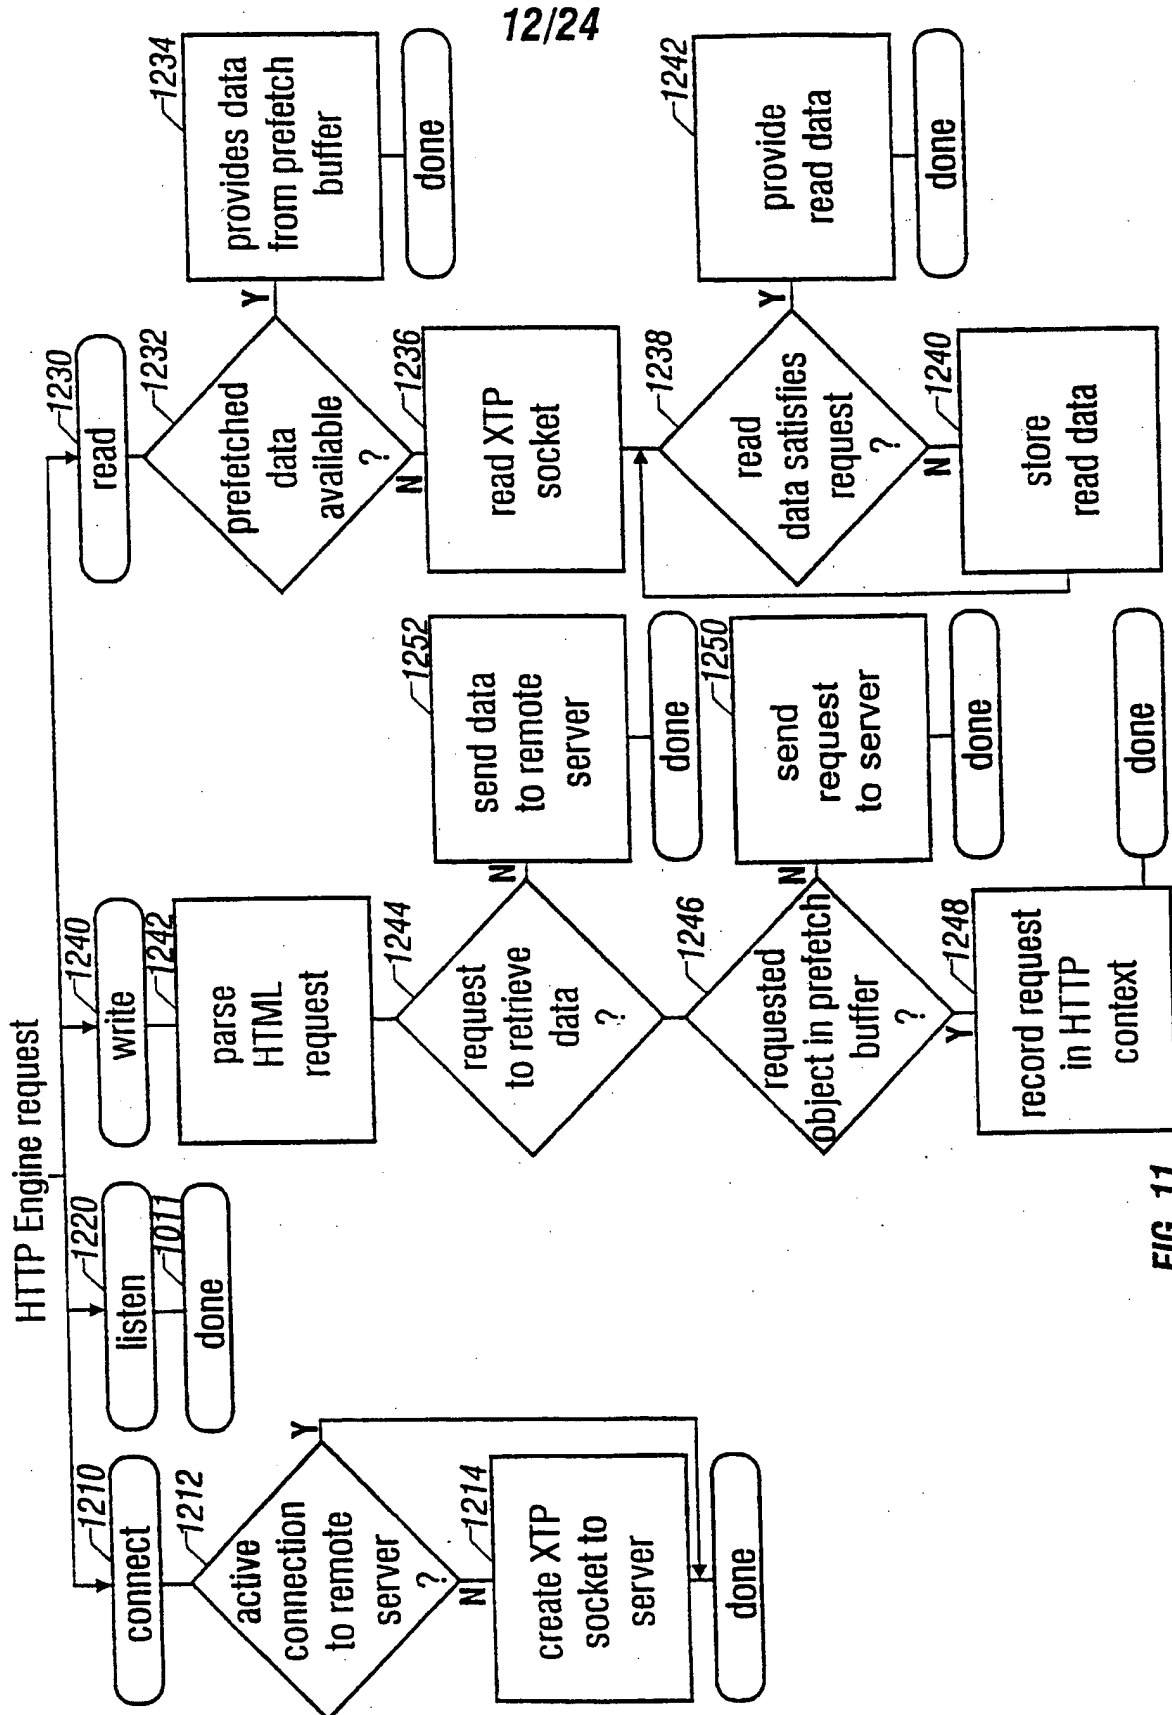 12/24
HTTP Engine request
1210
connect
1212
active
connection
to remote
server
?
Y
N
1214
create XTP
socket to
server
done
1220
listen
1011
done
1240
write
1242
parse
HTML
request
1244
request
to retrieve
data
?
N
1252
send data
to remote
server
done
1246
requested
object in prefetch
buffer
?
N
1250
send
request
to server
done
Y
1248
record request
in HTTP
context
done
1230
read
1232
prefetched
data
available
?
Y
1234
provides data
from prefetch
buffer
done
N
1236
read XTP
socket
1238
read
data satisfies
request
?
Y
1242
provide
read data
done
N
1240
store
read data
FIG. 11